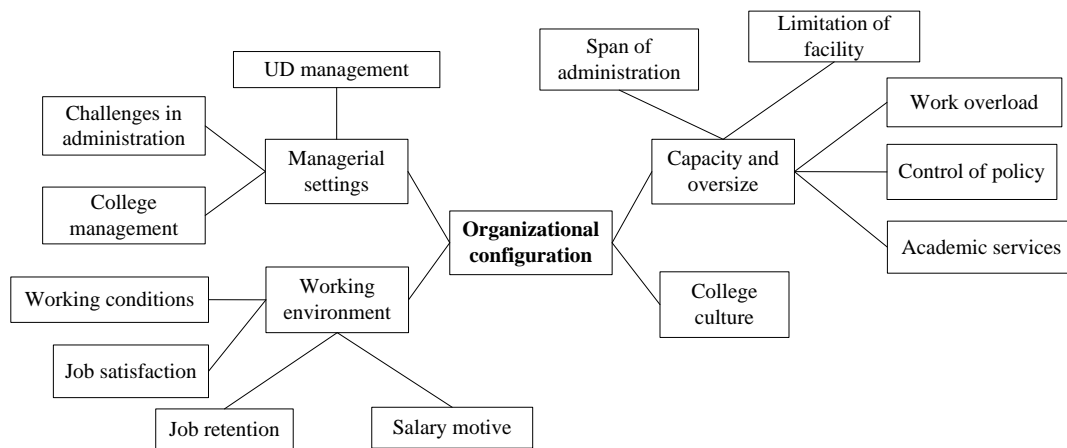 UD management
Challenges in
administration
Managerial
settings
College
management
Working conditions
Working
environment
Job satisfaction
Job retention
Salary motive
Organizational
configuration
Span of
administration
Limitation of
facility
Capacity and
oversize
Work overload
Control of policy
Academic services
College
culture